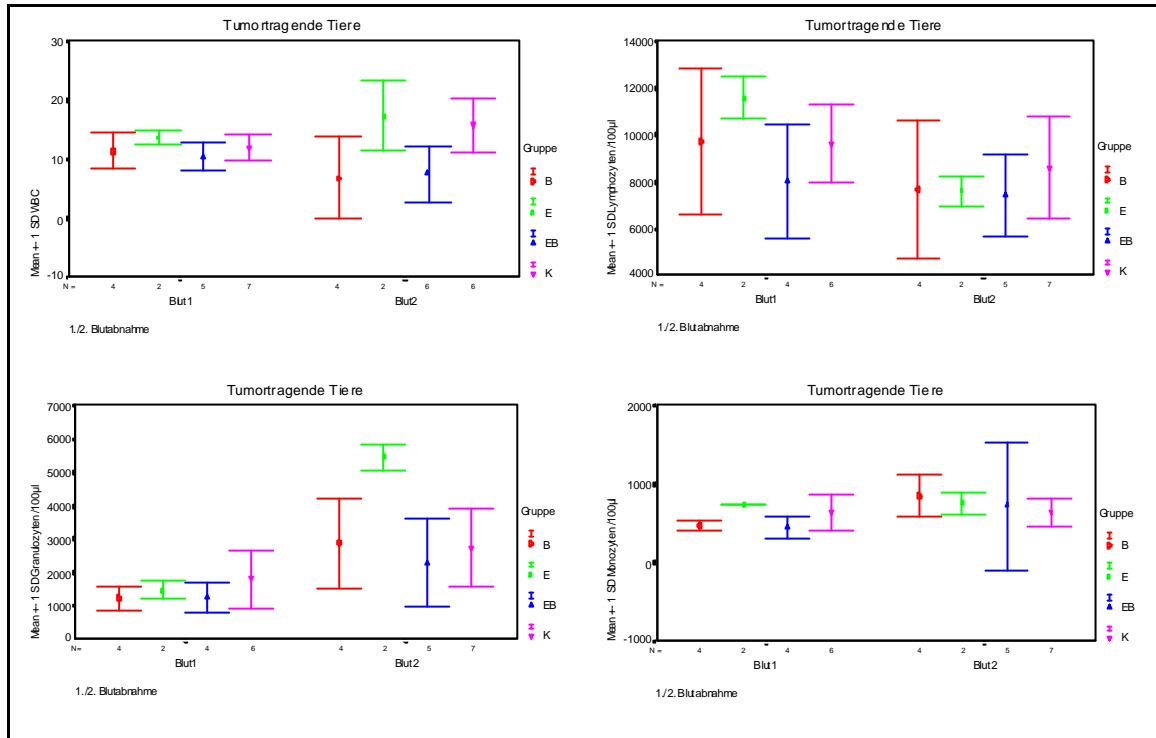 Tumortragende Tiere
Mean +- 1 SD WBC
30
20
10
0
-10
N = 4 2 5 7 4 2 6 6
Blut1 Blut2
1./2. Blutabnahme
Gruppe
B
E
EB
K
Tumortragende Tiere
Mean +- 1 SD Lymphozyten /100µl
14000
12000
10000
8000
6000
4000
N = 4 2 4 6 4 2 5 7
Blut1 Blut2
1./2. Blutabnahme
Gruppe
B
E
EB
K
Tumortragende Tiere
Mean +- 1 SD Granulozyten /100µl
7000
6000
5000
4000
3000
2000
1000
0
N = 4 2 4 6 4 2 5 7
Blut1 Blut2
1./2. Blutabnahme
Gruppe
B
E
EB
K
Tumortragende Tiere
Mean +- 1 SD Monozyten /100µl
2000
1000
0
-1000
N = 4 2 4 6 4 2 5 7
Blut1 Blut2
1./2. Blutabnahme
Gruppe
B
E
EB
K